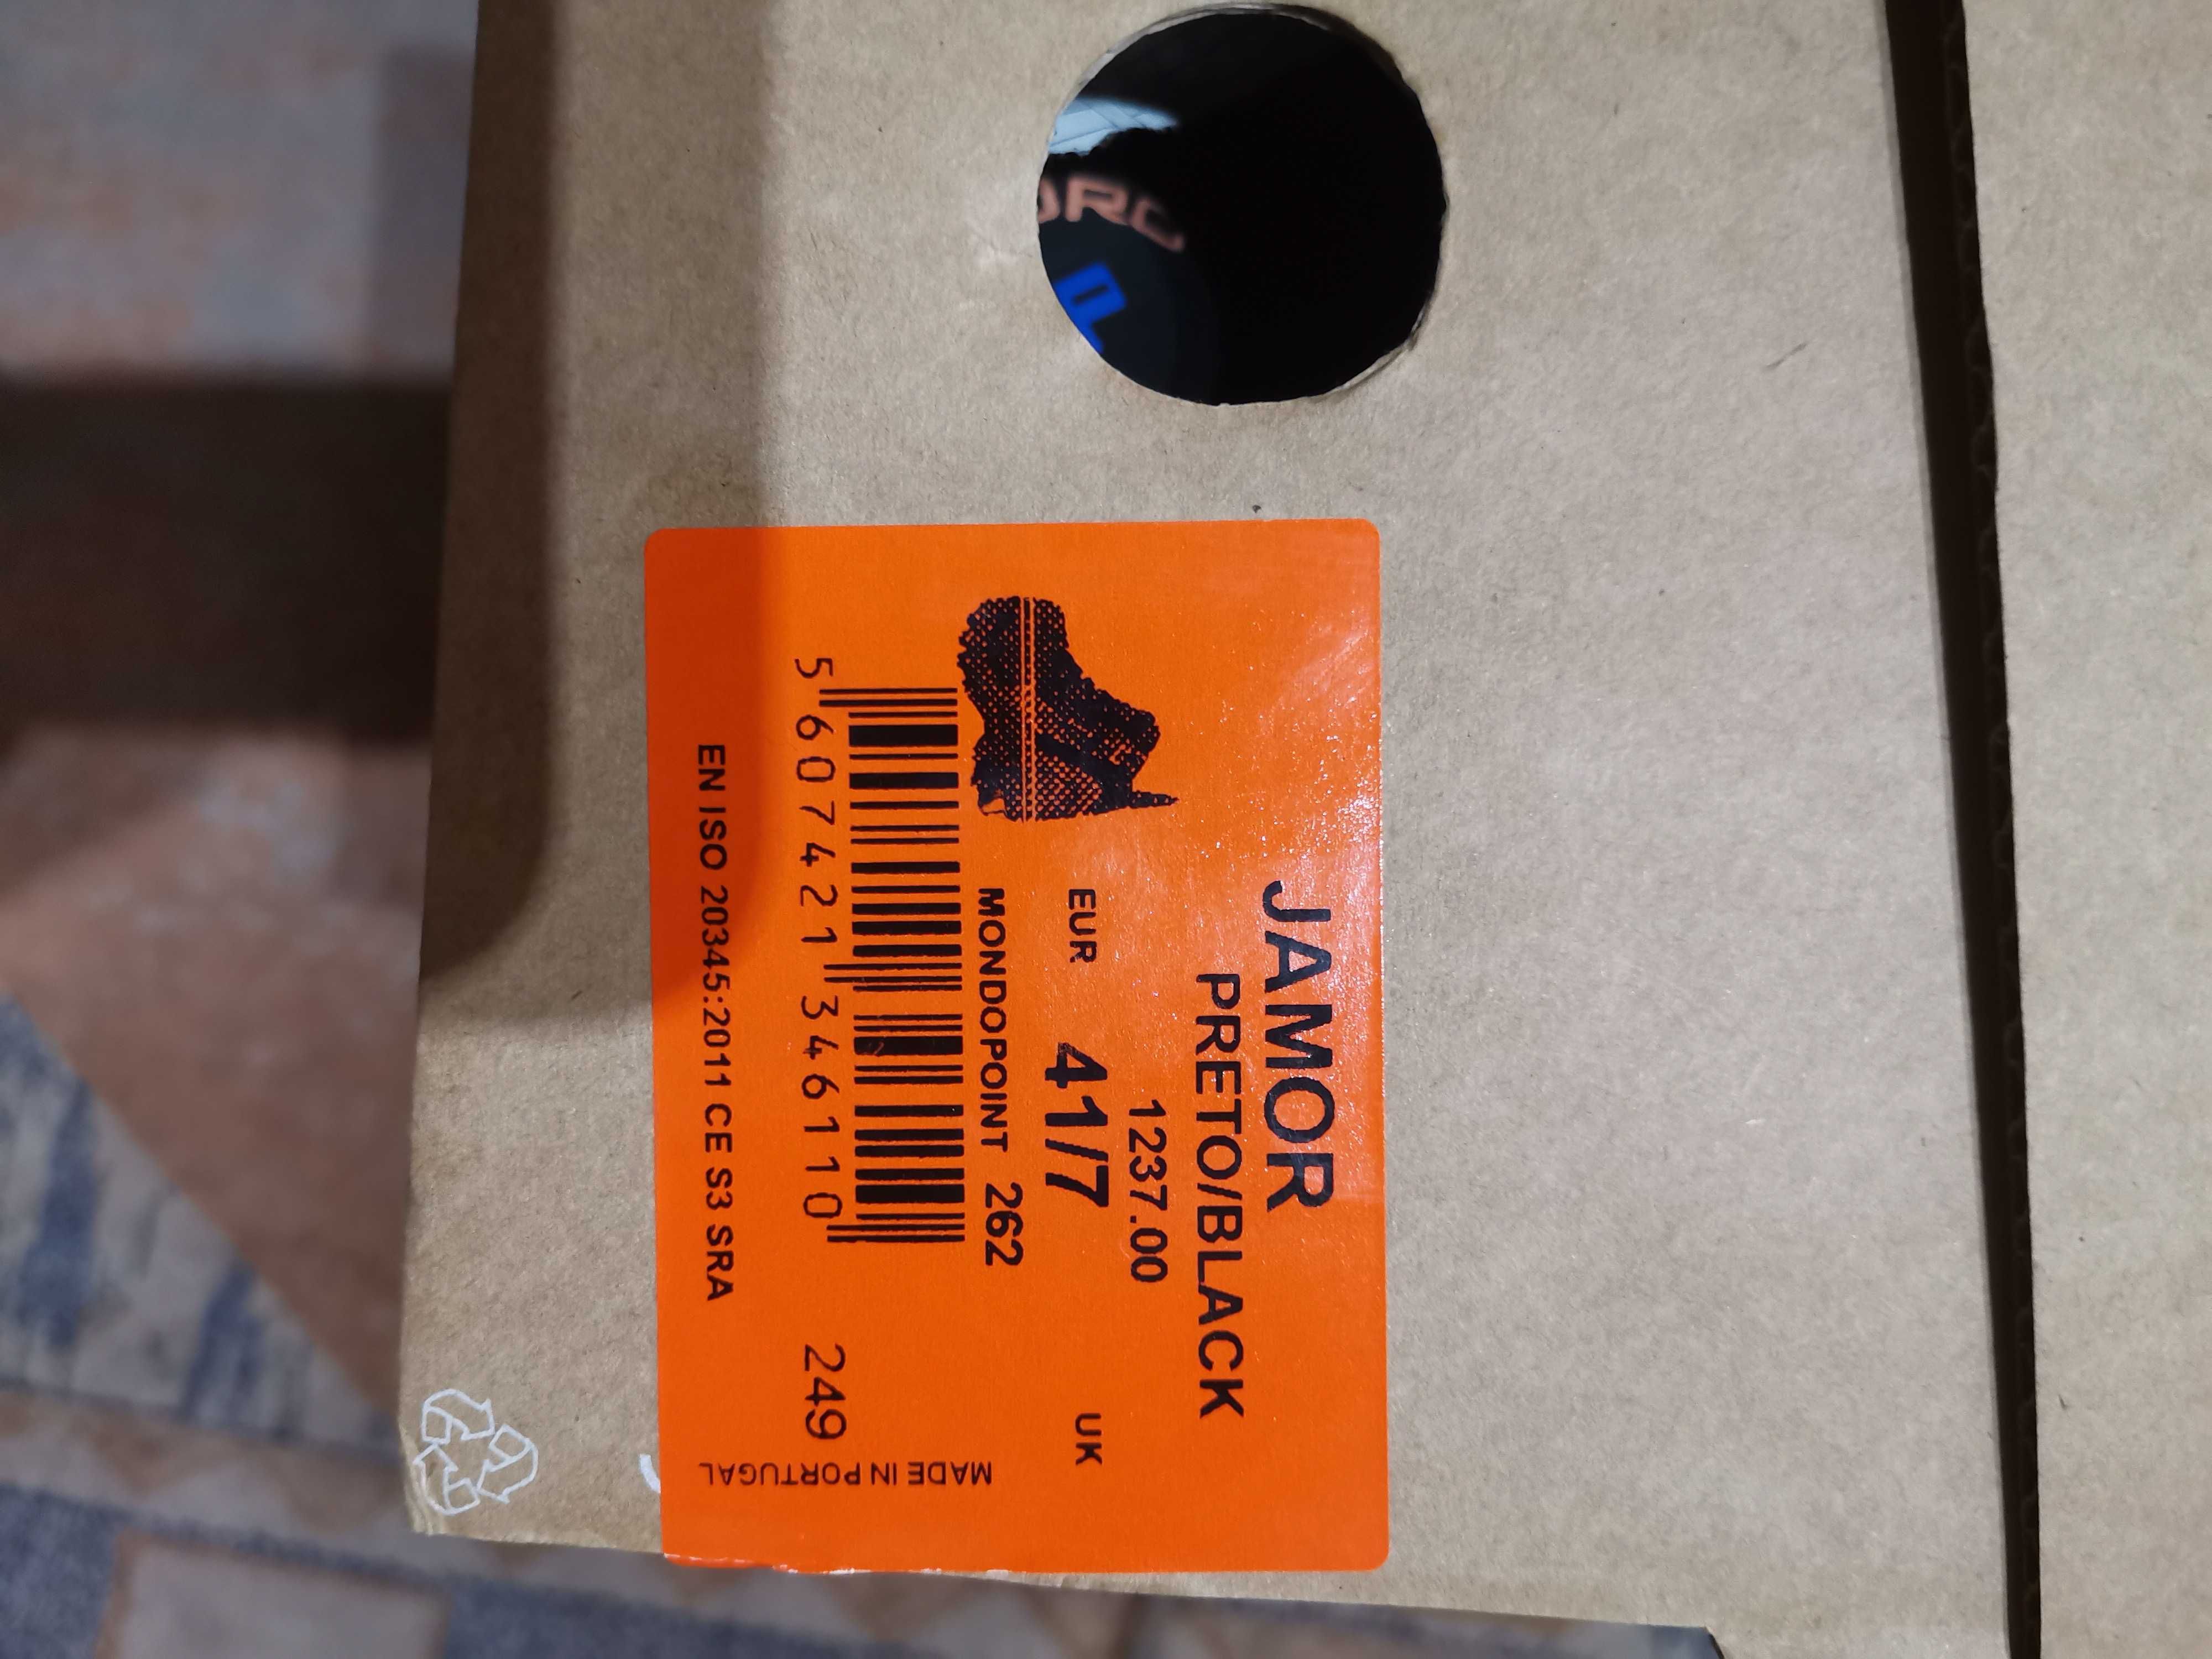 JAMOR
PRETO/BLACK
1237.00
EUR 41/7 UK
MONDOPOINT 262
5 607421 346110
249
EN ISO 20345:2011 CE S3 SRA
MADE IN PORTUGAL